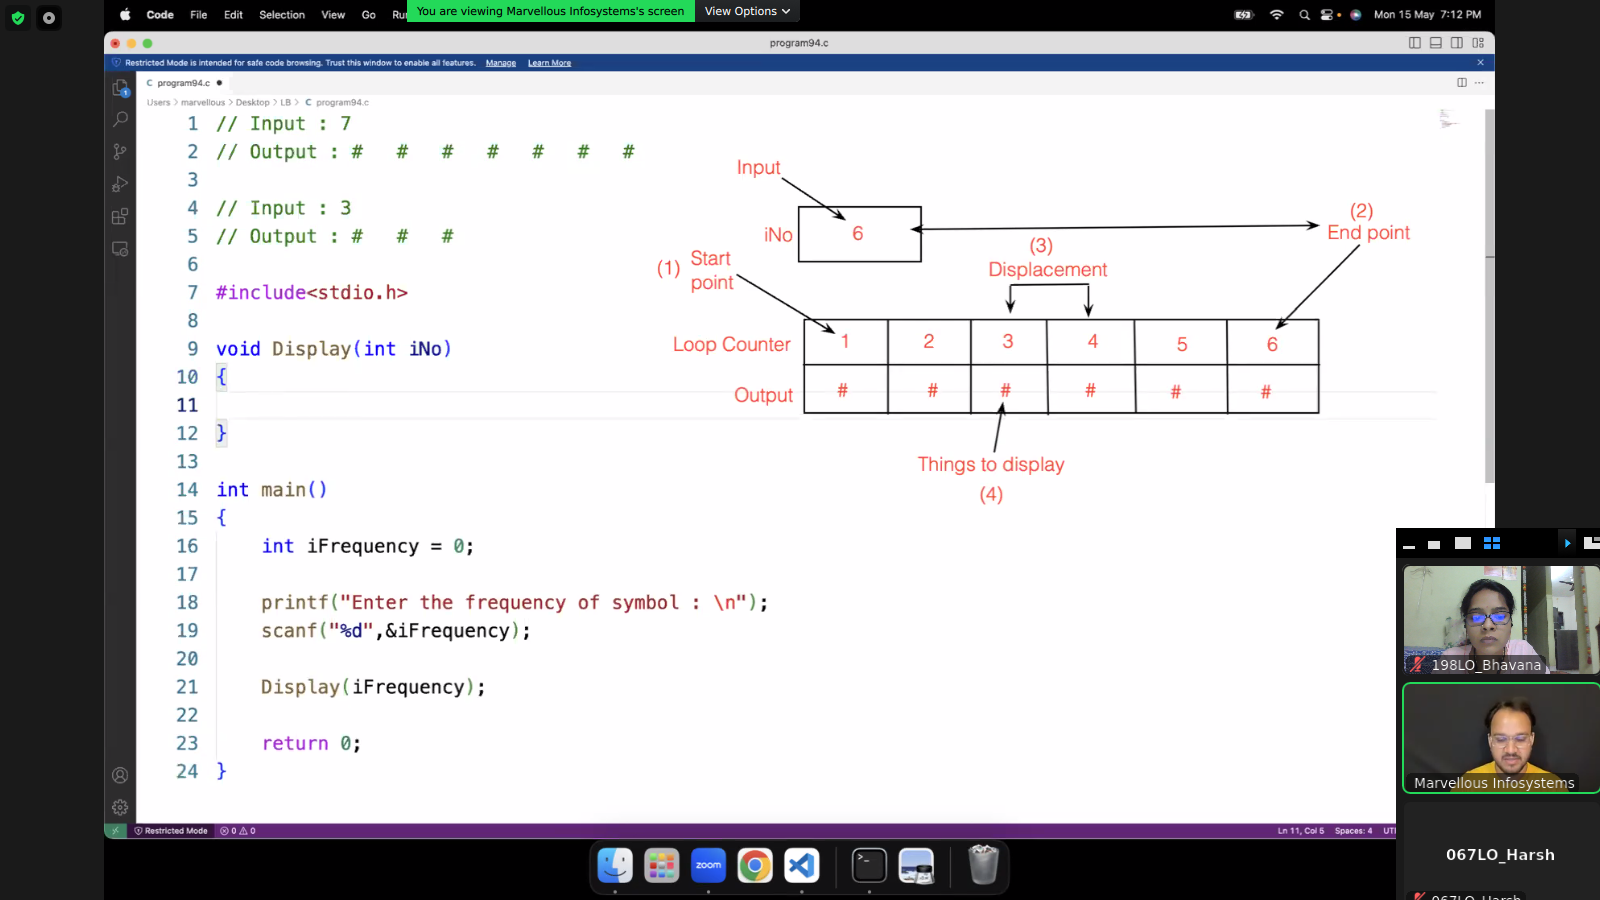 You are viewing Marvellous Infosystems's screen
View Options
Code File Edit Selection View Go Ru
Mon 15 May 7:12 PM
program94.c
Restricted Mode is intended for safe code browsing. Trust this window to enable all features. Manage Learn More
C program94.c
Users > marvellous > Desktop > LB > C program94.c
1 // Input : 7
2 // Output : # # # # # # #
3
4 // Input : 3
5 // Output : # # #
6
7 #include<stdio.h>
8
9 void Display(int iNo)
10 {
11
12 }
13
14 int main()
15 {
16 int iFrequency = 0;
17
18 printf("Enter the frequency of symbol : \n");
19 scanf("%d",&iFrequency);
20
21 Display(iFrequency);
22
23 return 0;
24 }
Input
iNo 6
(2)
End point
(1) Start
point
(3)
Displacement
Loop Counter 1 2 3 4 5 6
Output # # # # # #
Things to display
(4)
Restricted Mode 0 0
Ln 11, Col 5 Spaces: 4
zoom
198LO_Bhavana
Marvellous Infosystems
067LO_Harsh
067LO_Harsh